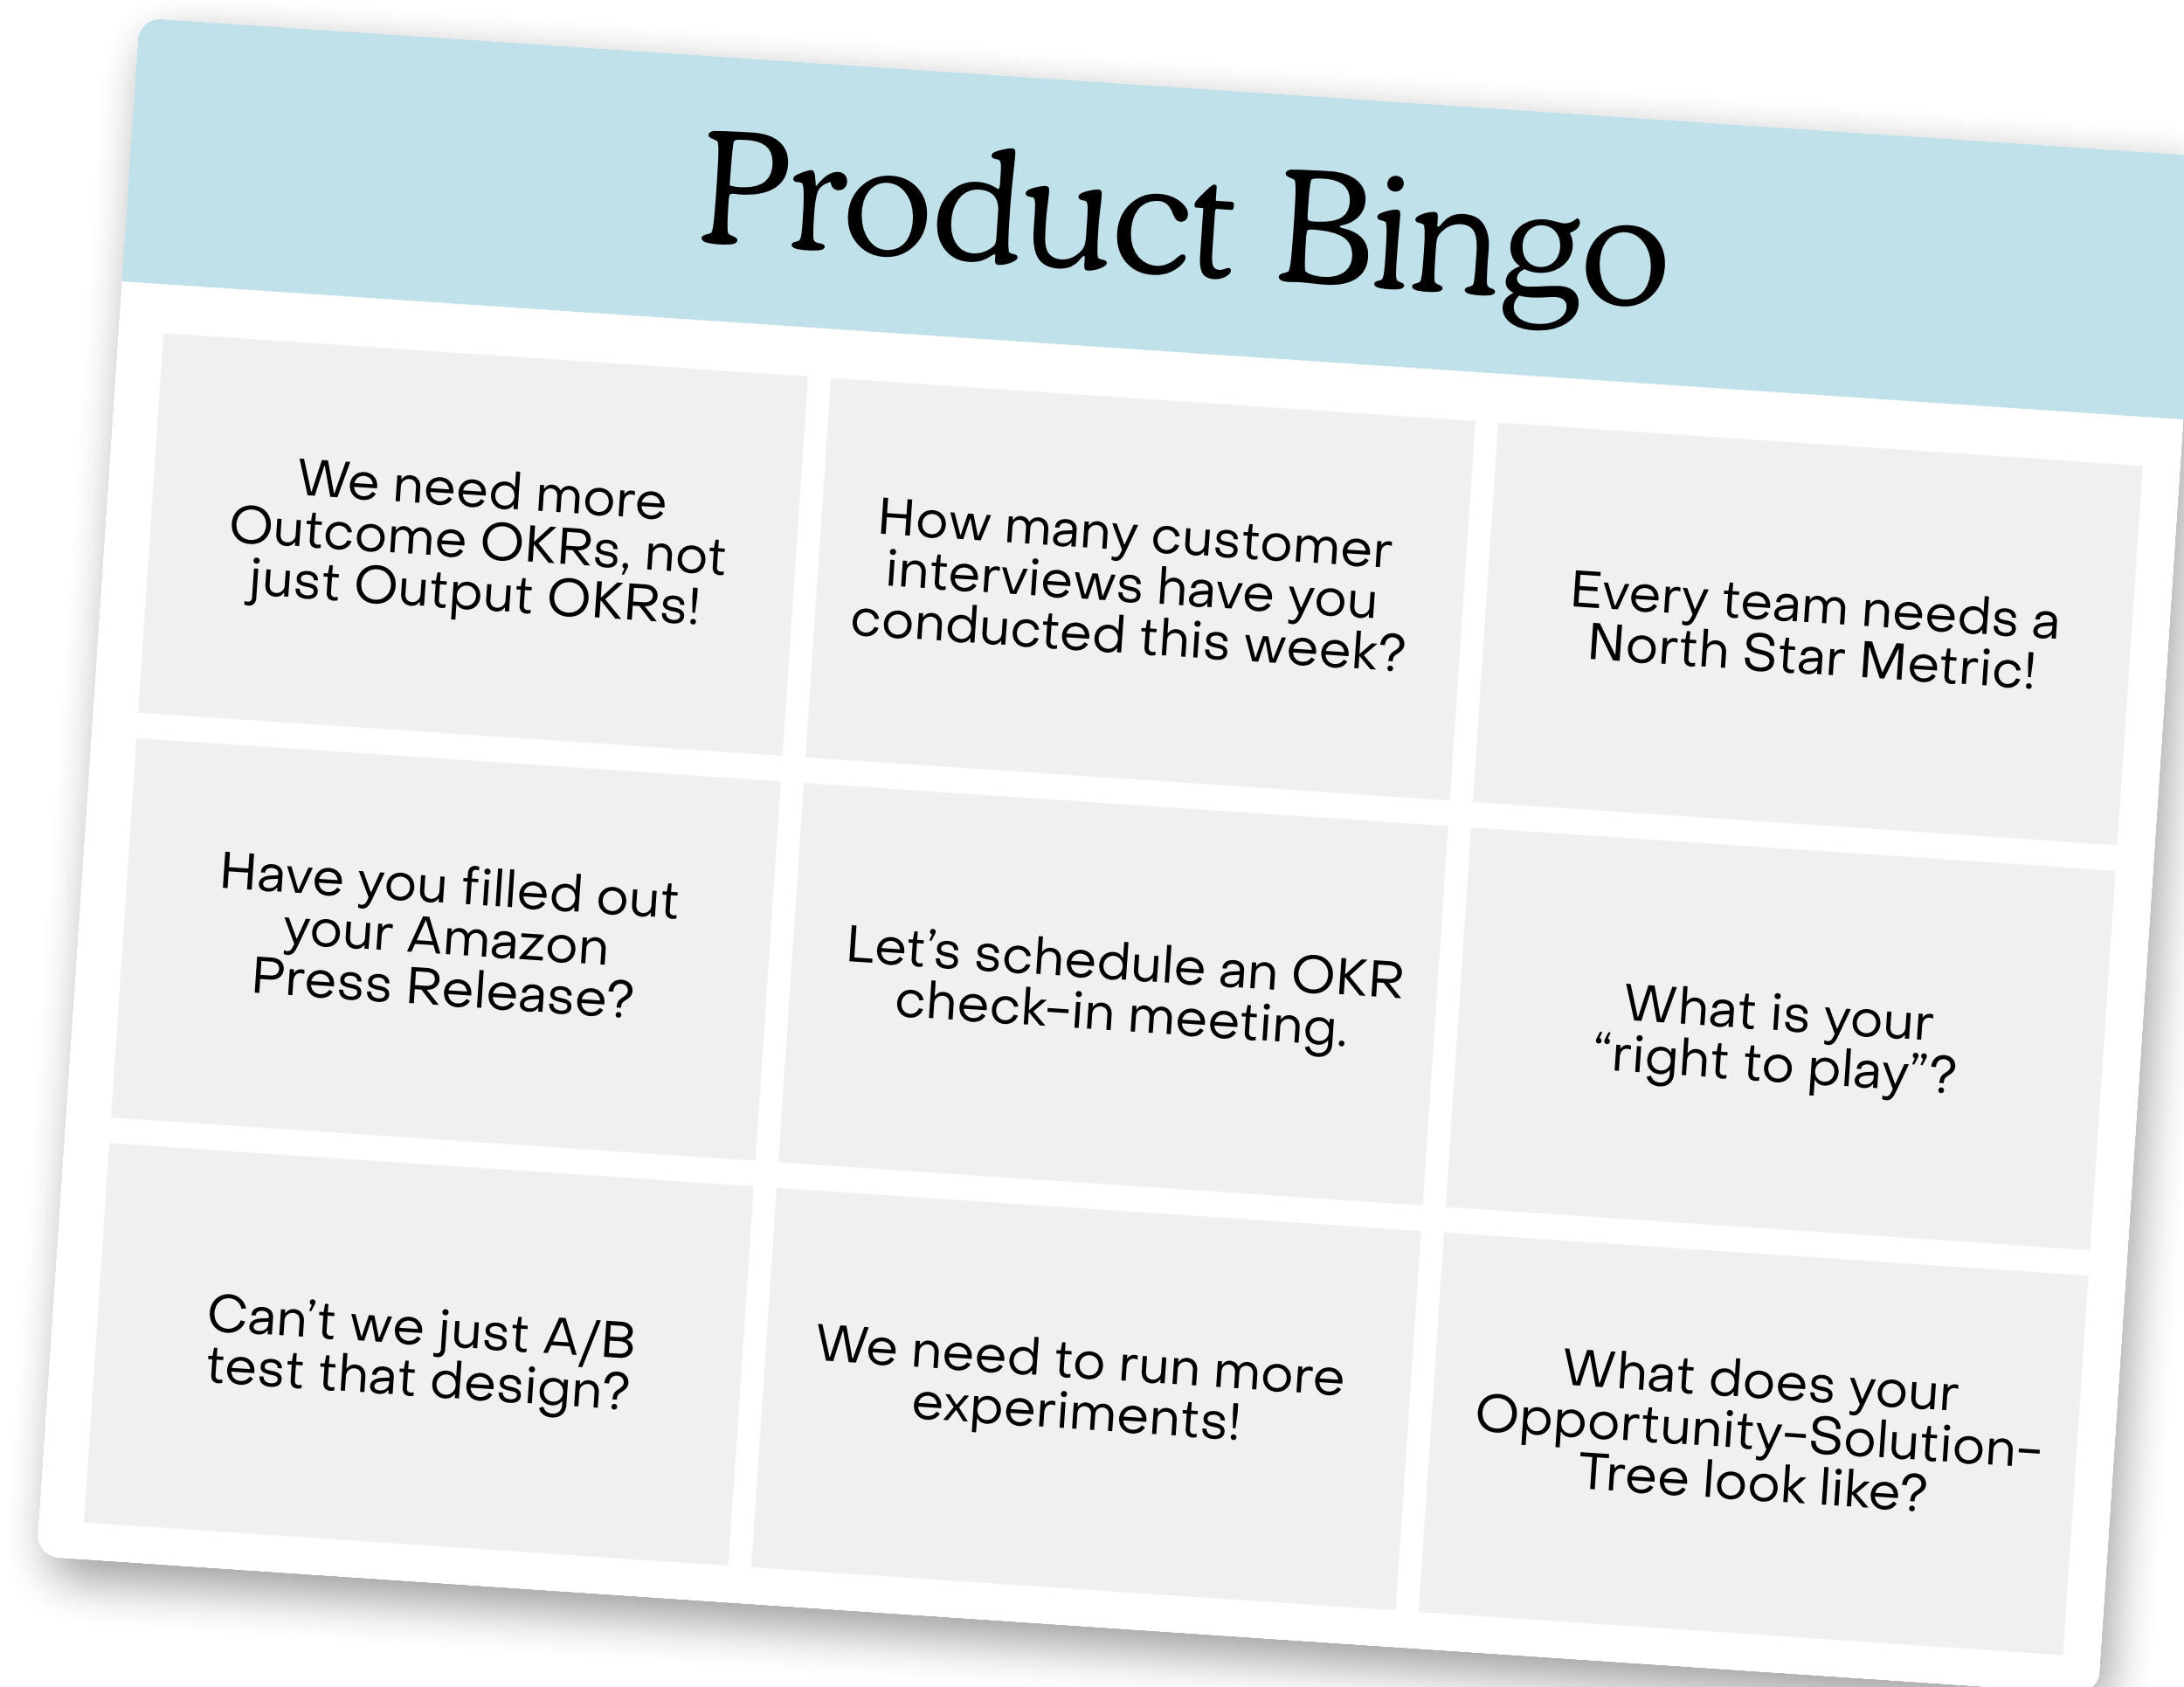 Product Bingo
We need more
Outcome OKRs, not
just Output OKRs!
How many customer
interviews have you
conducted this week?
Every team needs a
North Star Metric!
Have you filled out
your Amazon
Press Release?
Let’s schedule an OKR
check-in meeting.
What is your
“right to play”?
Can’t we just A/B
test that design?
We need to run more
experiments!
What does your
Opportunity-Solution-
Tree look like?